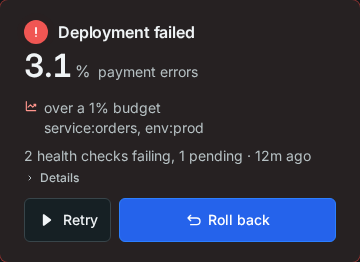 Deployment failed
3.1 % payment errors
over a 1% budget
service:orders, env:prod
2 health checks failing, 1 pending · 12m ago
Details
Retry
Roll back